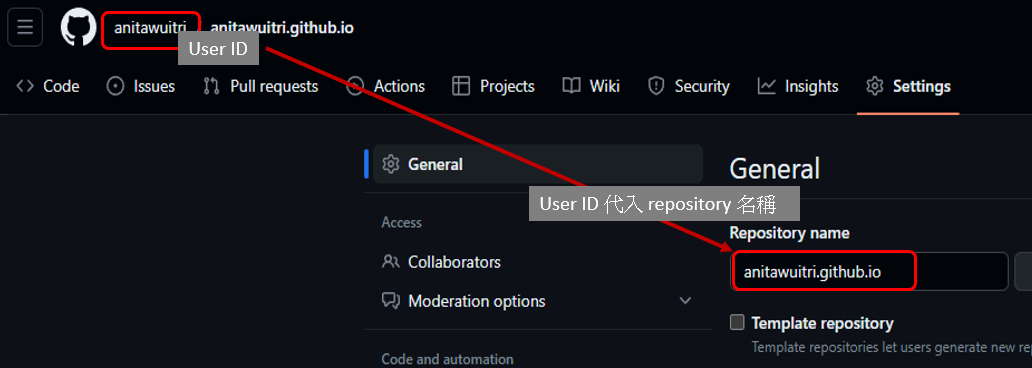 anitawuitri anitawuitri.github.io
User ID
Code Issues Pull requests Actions Projects Wiki Security Insights Settings
General
General
User ID 代入 repository 名稱
Access
Repository name
Collaborators
anitawuitri.github.io
Moderation options
Template repository
Template repositories let users generate new
Code and automation